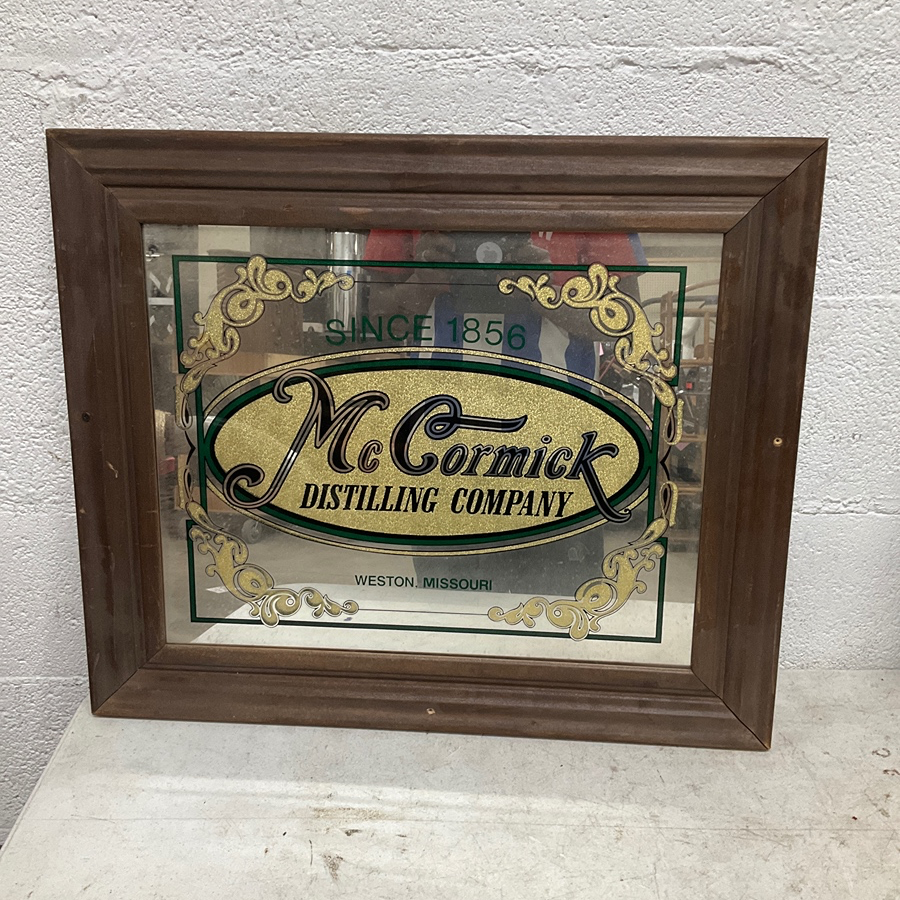 SINCE 1856
McCormick
DISTILLING COMPANY
WESTON, MISSOURI